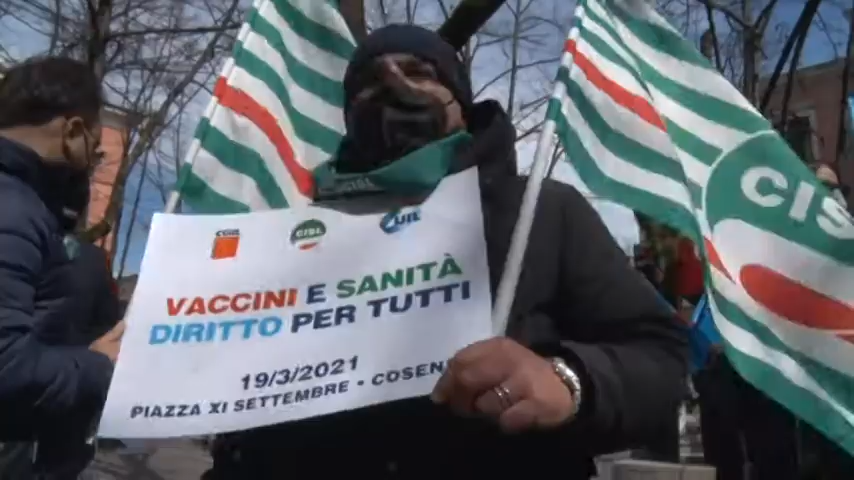 CGIL CISL UIL
VACCINI E SANITÀ
DIRITTO PER TUTTI
19/3/2021
PIAZZA XI SETTEMBRE • COSEN
CIS